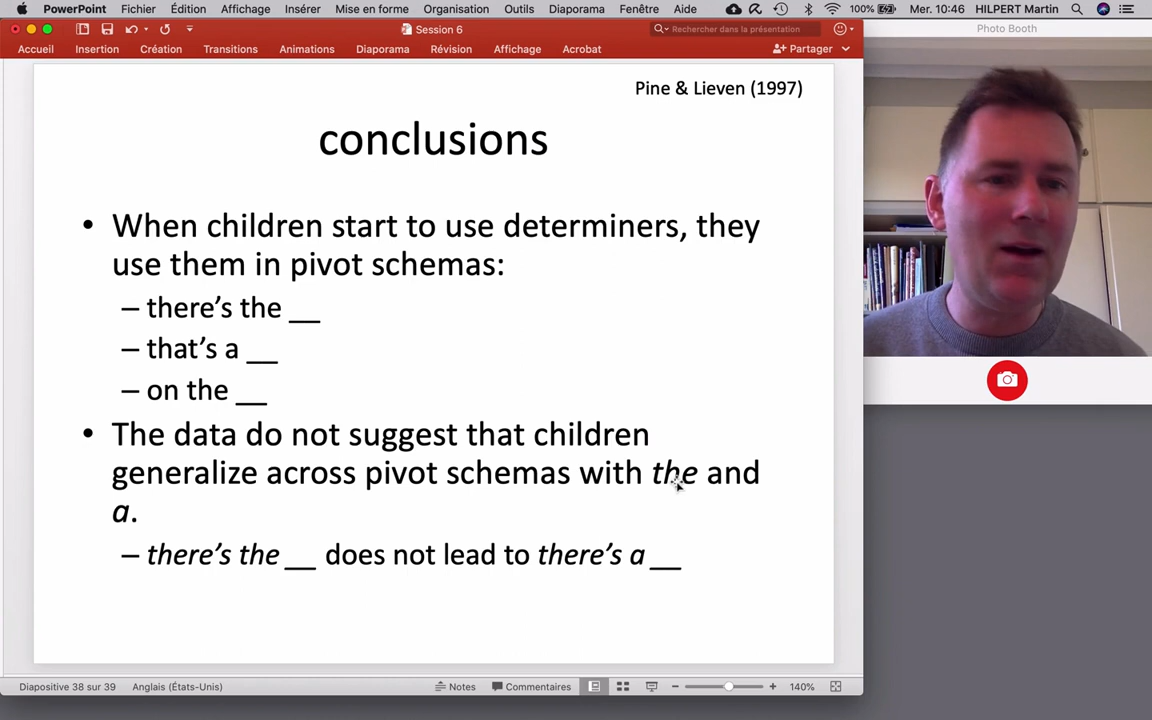 PowerPoint Fichier Édition Affichage Insérer Mise en forme Organisation Outils Diaporama Fenêtre Aide 100% Mer. 10:46 HILPERT Martin
Session 6
Rechercher dans la présentation
Photo Booth
Accueil Insertion Création Transitions Animations Diaporama Révision Affichage Acrobat Partager
Pine & Lieven (1997)
conclusions
• When children start to use determiners, they
use them in pivot schemas:
– there’s the __
– that’s a __
– on the __
• The data do not suggest that children
generalize across pivot schemas with the and
a.
– there’s the __ does not lead to there’s a __
Diapositive 38 sur 39 Anglais (États-Unis) Notes Commentaires 140%